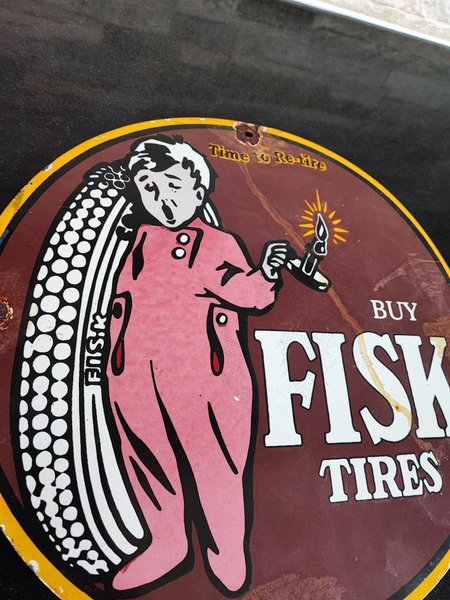 Time to Re-tire
BUY
FISK
TIRES
FISK